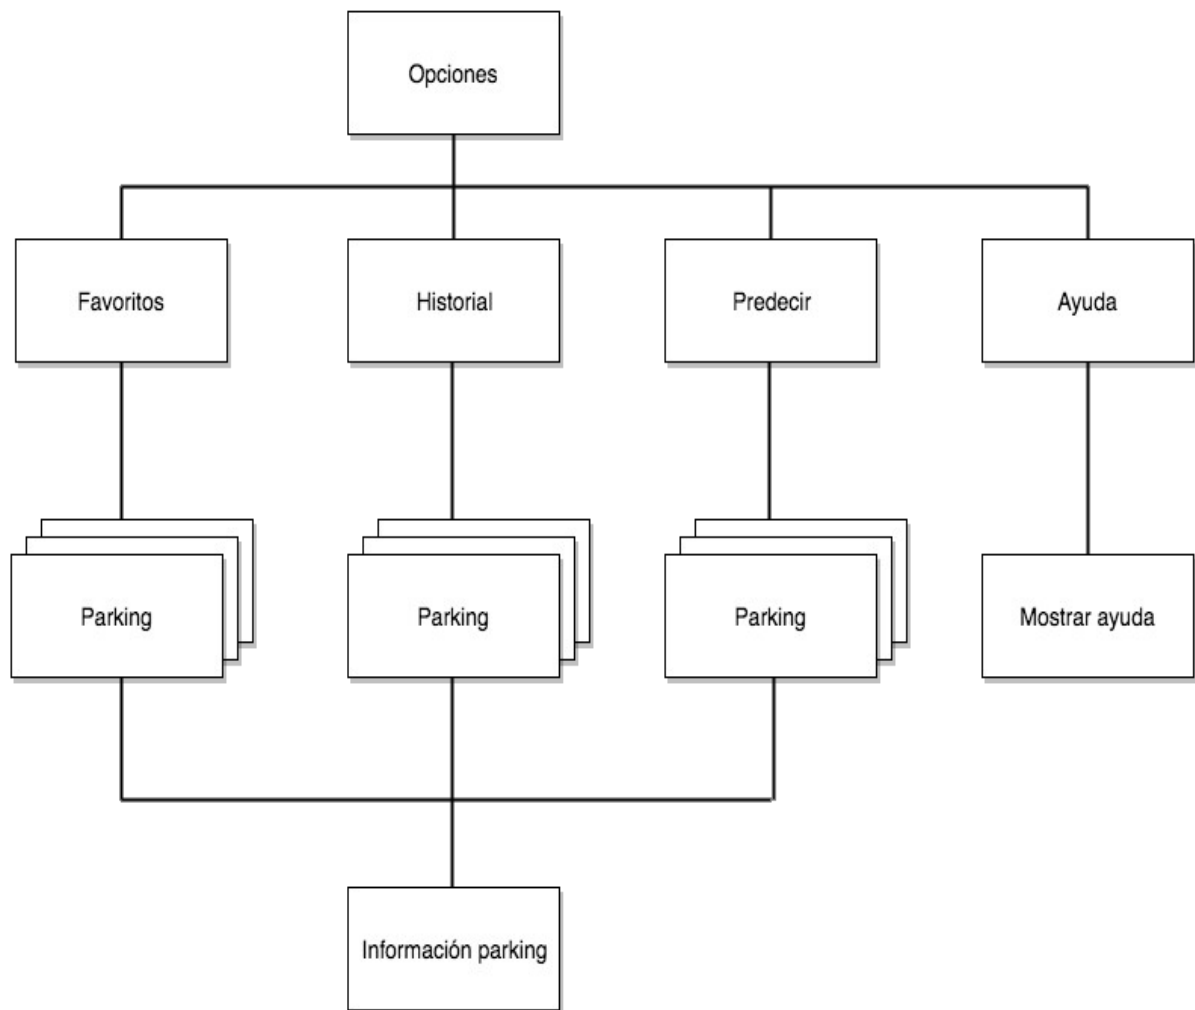 Opciones
Favoritos
Historial
Predecir
Ayuda
Parking
Parking
Parking
Mostrar ayuda
Información parking